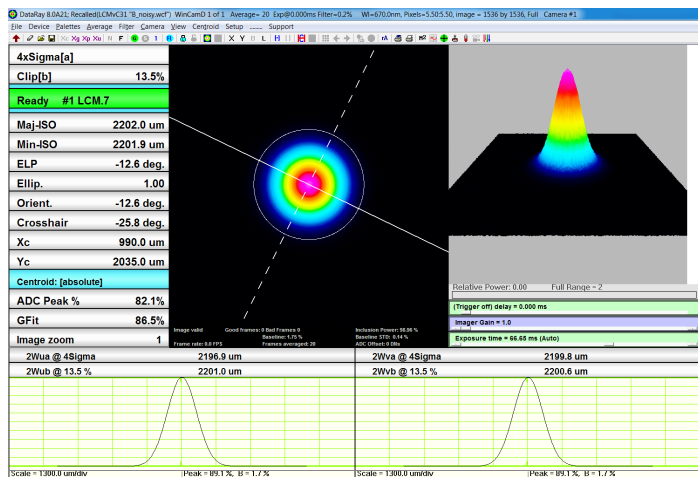 DataRay 8.0A21; Recalled(LCMvC31 "B_noisy.wcf") WinCamD-1 of 1 Average= 20 Exp@0.000ms Filter=0.2% Wl=670.0nm, Pixels=5.50:5.50, image = 1536 by 1536, Full Camera #1
File Device Palettes Average Filter Camera View Centroid Setup .... Support
4xSigma[a]
Clip[b] 13.5%
Ready #1 LCM.7
Maj-ISO 2202.0 um
Min-ISO 2201.9 um
ELP -12.6 deg.
Ellip. 1.00
Orient. -12.6 deg.
Crosshair -25.8 deg.
Xc 990.0 um
Yc 2035.0 um
Centroid: [absolute]
ADC Peak % 82.1%
GFit 86.5%
Image zoom 1
Image valid Good frames: 0 Bad Frames 0 Inclusion Power: 96.96 %
Baseline: 1.75 % Baseline STD: 0.14 %
Frame rate: 0.0 FPS Frames averaged: 20 ADC Offset: 0 DNs
Relative Power: 0.00 Full Range = 2
(Trigger off) delay = 0.000 ms
Imager Gain = 1.0
Exposure time = 66.65 ms (Auto)
2Wua @ 4Sigma 2196.9 um 2Wva @ 4Sigma 2199.8 um
2Wub @ 13.5 % 2201.0 um 2Wvb @ 13.5 % 2200.6 um
Scale = 1300.0 um/div Peak = 89.1 %, B = 1.7 % Scale = 1300.0 um/div Peak = 89.1 %, B = 1.7 %